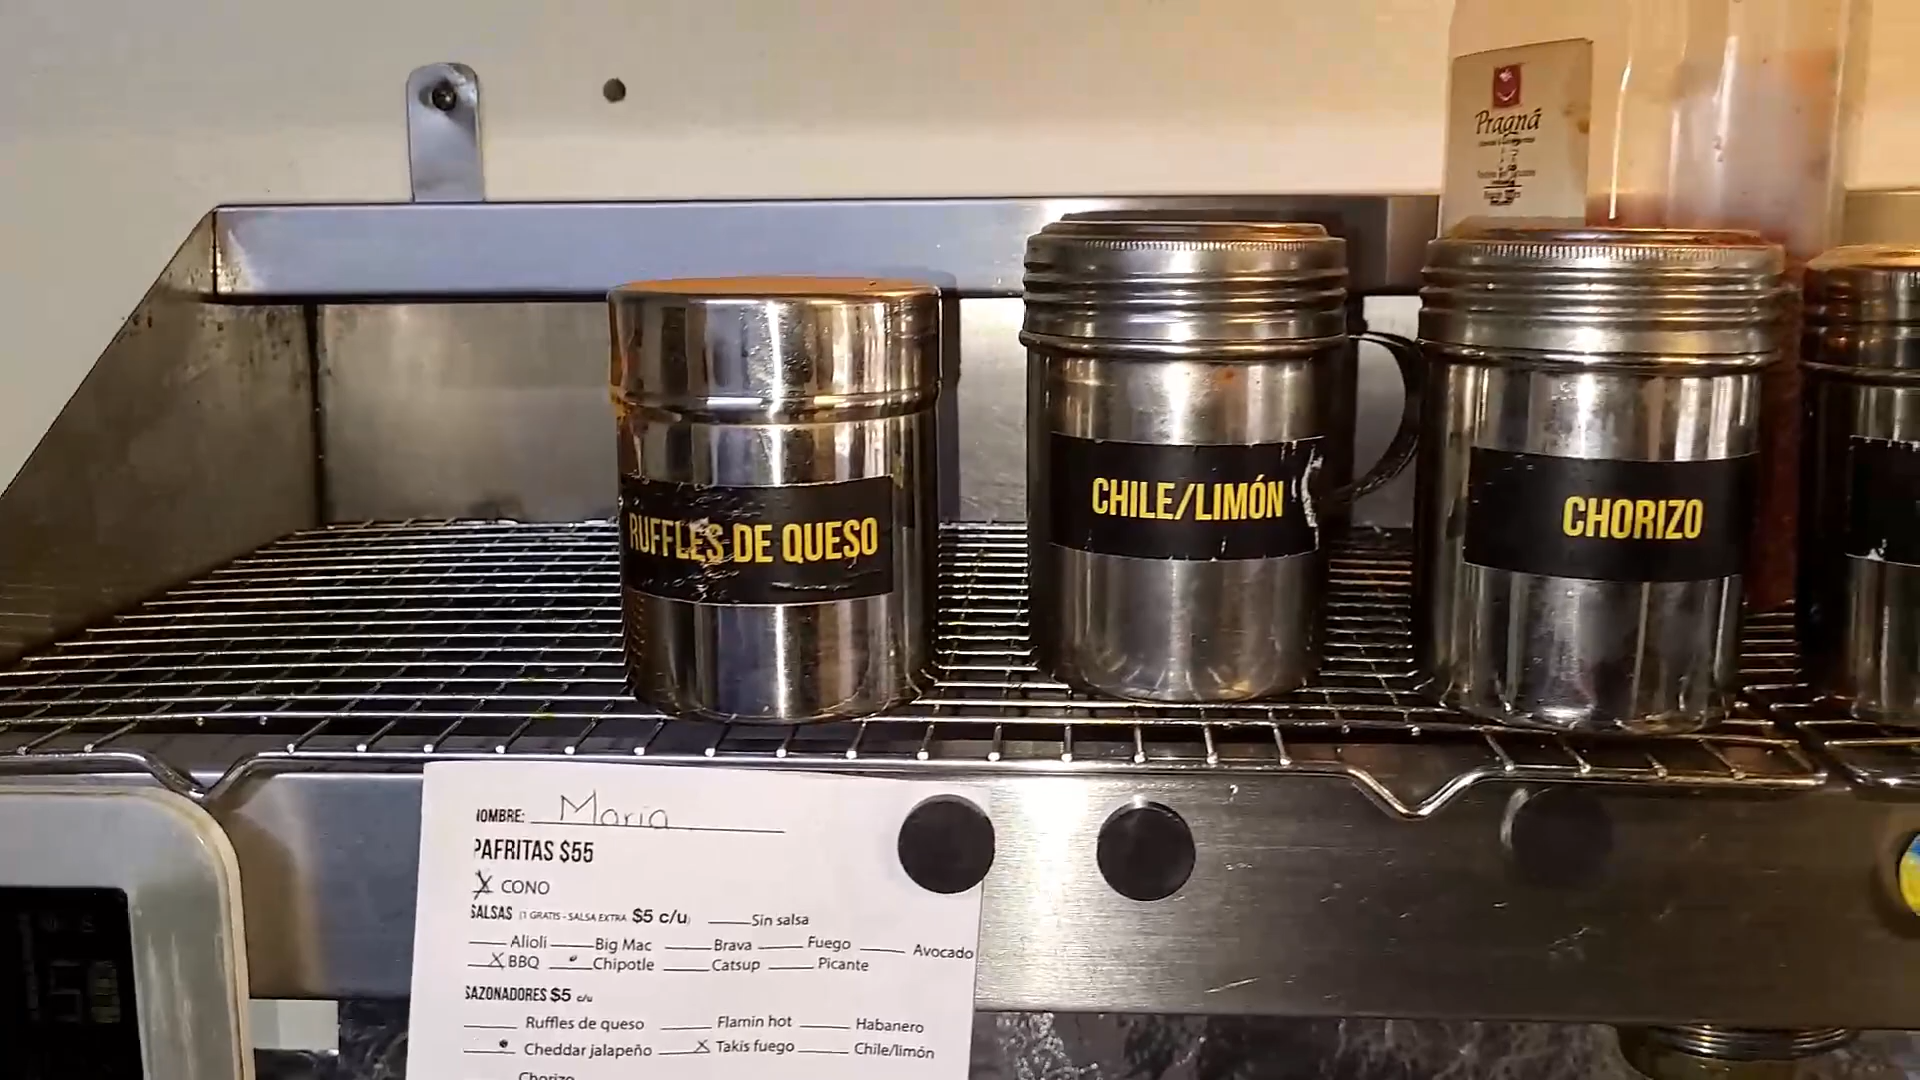 Pragná
RUFFLES DE QUESO
CHILE/LIMÓN
CHORIZO
OMBRE: Maria
PAFRITAS $55
X CONO
SALSAS (1 GRATIS - SALSA EXTRA $5 c/u) Sin salsa
Alioli Big Mac Brava Fuego Avocado
X BBQ Chipotle Catsup Picante
SAZONADORES $5 c/u
Ruffles de queso Flamin hot Habanero
Cheddar jalapeño X Takis fuego Chile/limón
Chorizo